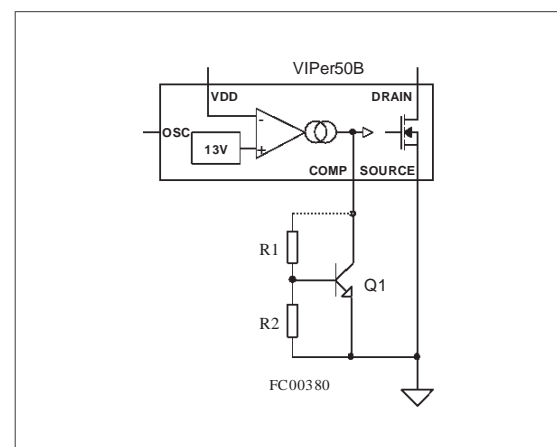 VIPer50B
VDD
DRAIN
OSC
-
13V
+
COMP
SOURCE
R1
Q1
R2
FC00380